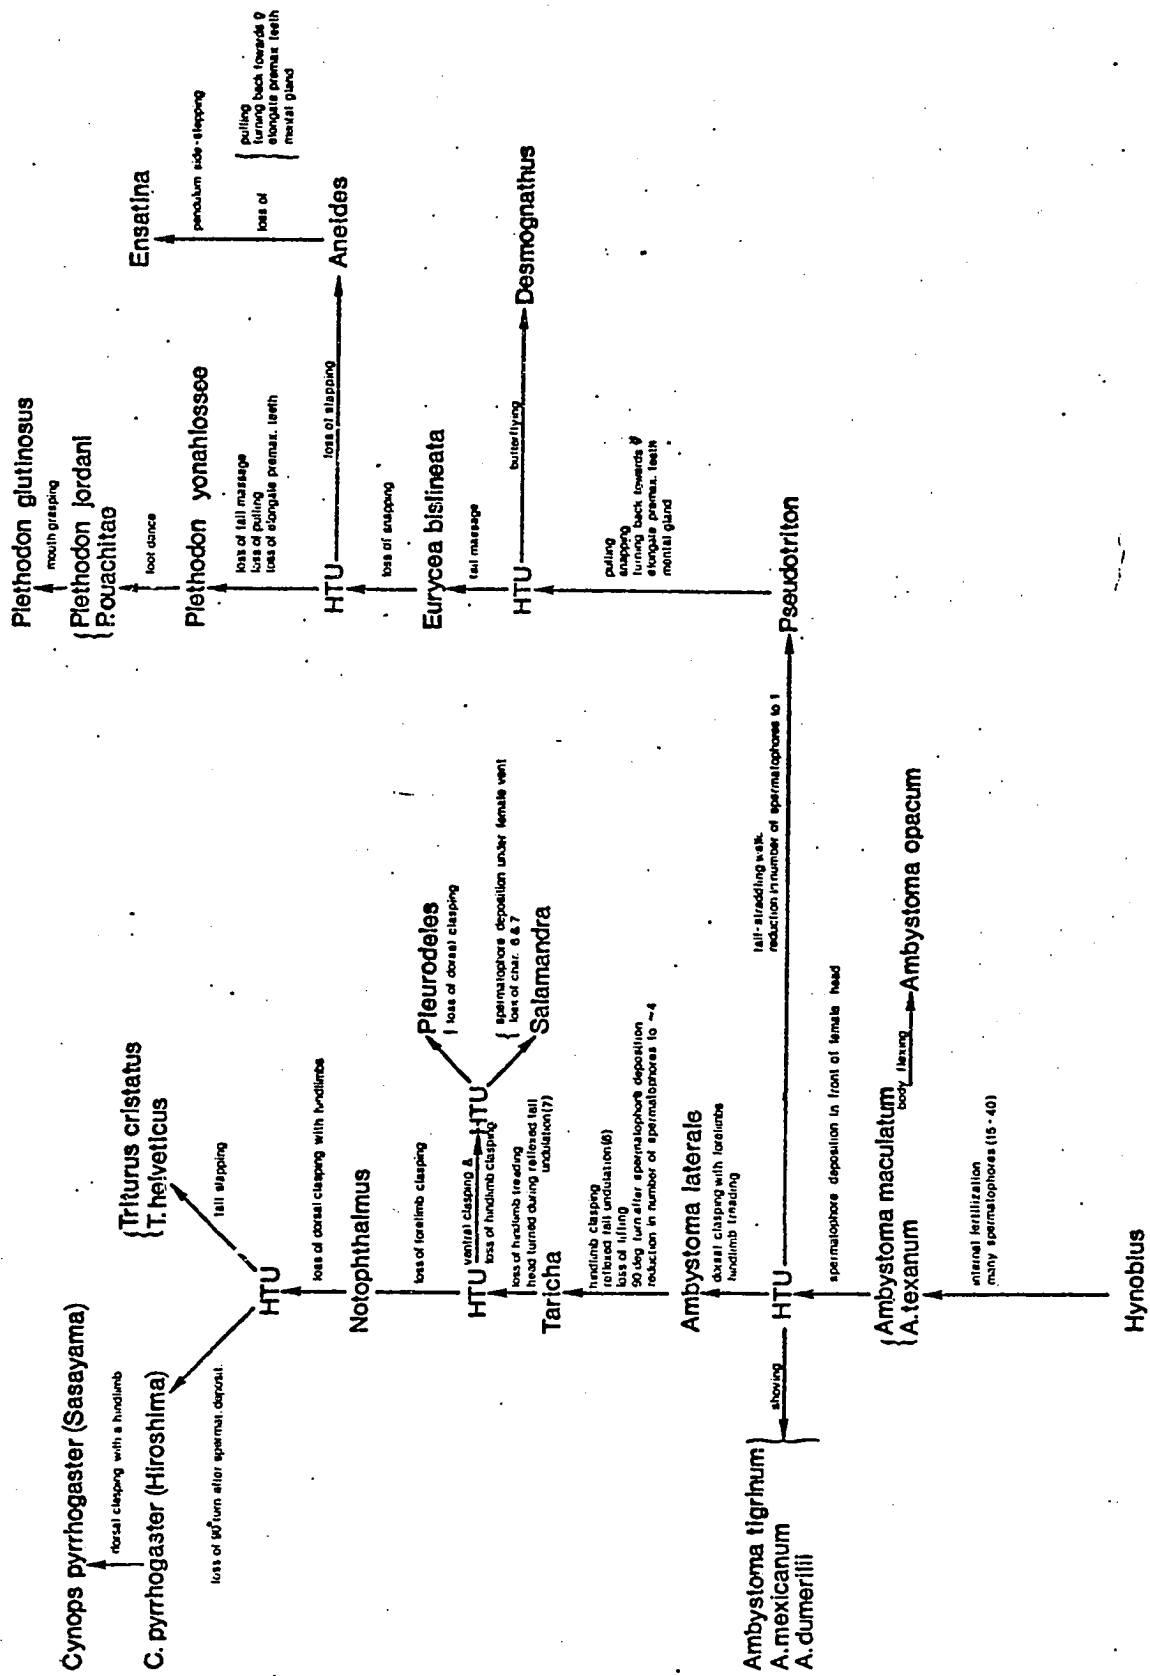 Cynops pyrrhogaster (Sasayama)
dorsal clasping with a hindlimb
C. pyrrhogaster (Hiroshima)
loss of 90° turn after spermat. deposit.
Triturus cristatus
T. helveticus
tail slapping
HTU
loss of dorsal clasping with hindlimbs
Notophthalmus
loss of forelimb clasping
HTU
ventral clasping &
loss of hindlimb clasping
HTU
Pleurodeles
loss of dorsal clasping
spermatophore deposition under female vent
loss of char. 6 & 7
Salamandra
loss of hindlimb treading
head turned during reflexed tail
undulation(7)
Taricha
hindlimb clasping
reflexed tail undulation(6)
loss of lifting
90 deg turn after spermatophore deposition
reduction in number of spermatophores to ~4
Ambystoma laterale
dorsal clasping with forelimbs
hindlimb treading
HTU
shoving
Ambystoma tigrinum
A. mexicanum
A. dumerilii
spermatophore deposition in front of female head
Ambystoma maculatum
A. texanum
body flexing
Ambystoma opacum
internal fertilization
many spermatophores (15-40)
Hynobius
tail-straddling walk
reduction in number of spermatophores to 1
Pseudotriton
pulling
snapping
turning back towards ♀
elongate premax. teeth
mental gland
HTU
butterflying
Desmognathus
tail massage
Eurycea bislineata
loss of snapping
HTU
loss of slapping
Aneides
pendulum side-stepping
loss of
pulling
turning back towards ♀
elongate premax teeth
mental gland
Ensatina
loss of tail massage
loss of pulling
loss of elongate premax. teeth
Plethodon yonahlossee
foot dance
Plethodon jordani
P. ouachitae
mouth grasping
Plethodon glutinosus